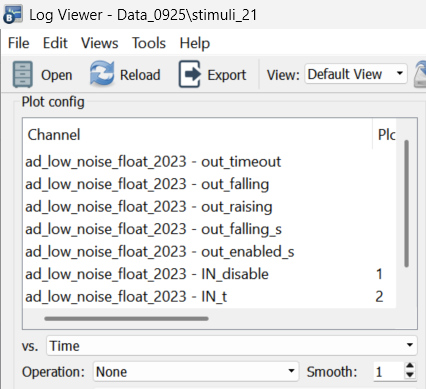 Log Viewer - Data_0925\stimuli_21
File Edit Views Tools Help
Open Reload Export View: Default View
Plot config
Channel Plo
ad_low_noise_float_2023 - out_timeout
ad_low_noise_float_2023 - out_falling
ad_low_noise_float_2023 - out_raising
ad_low_noise_float_2023 - out_falling_s
ad_low_noise_float_2023 - out_enabled_s
ad_low_noise_float_2023 - IN_disable 1
ad_low_noise_float_2023 - IN_t 2
vs. Time
Operation: None Smooth: 1